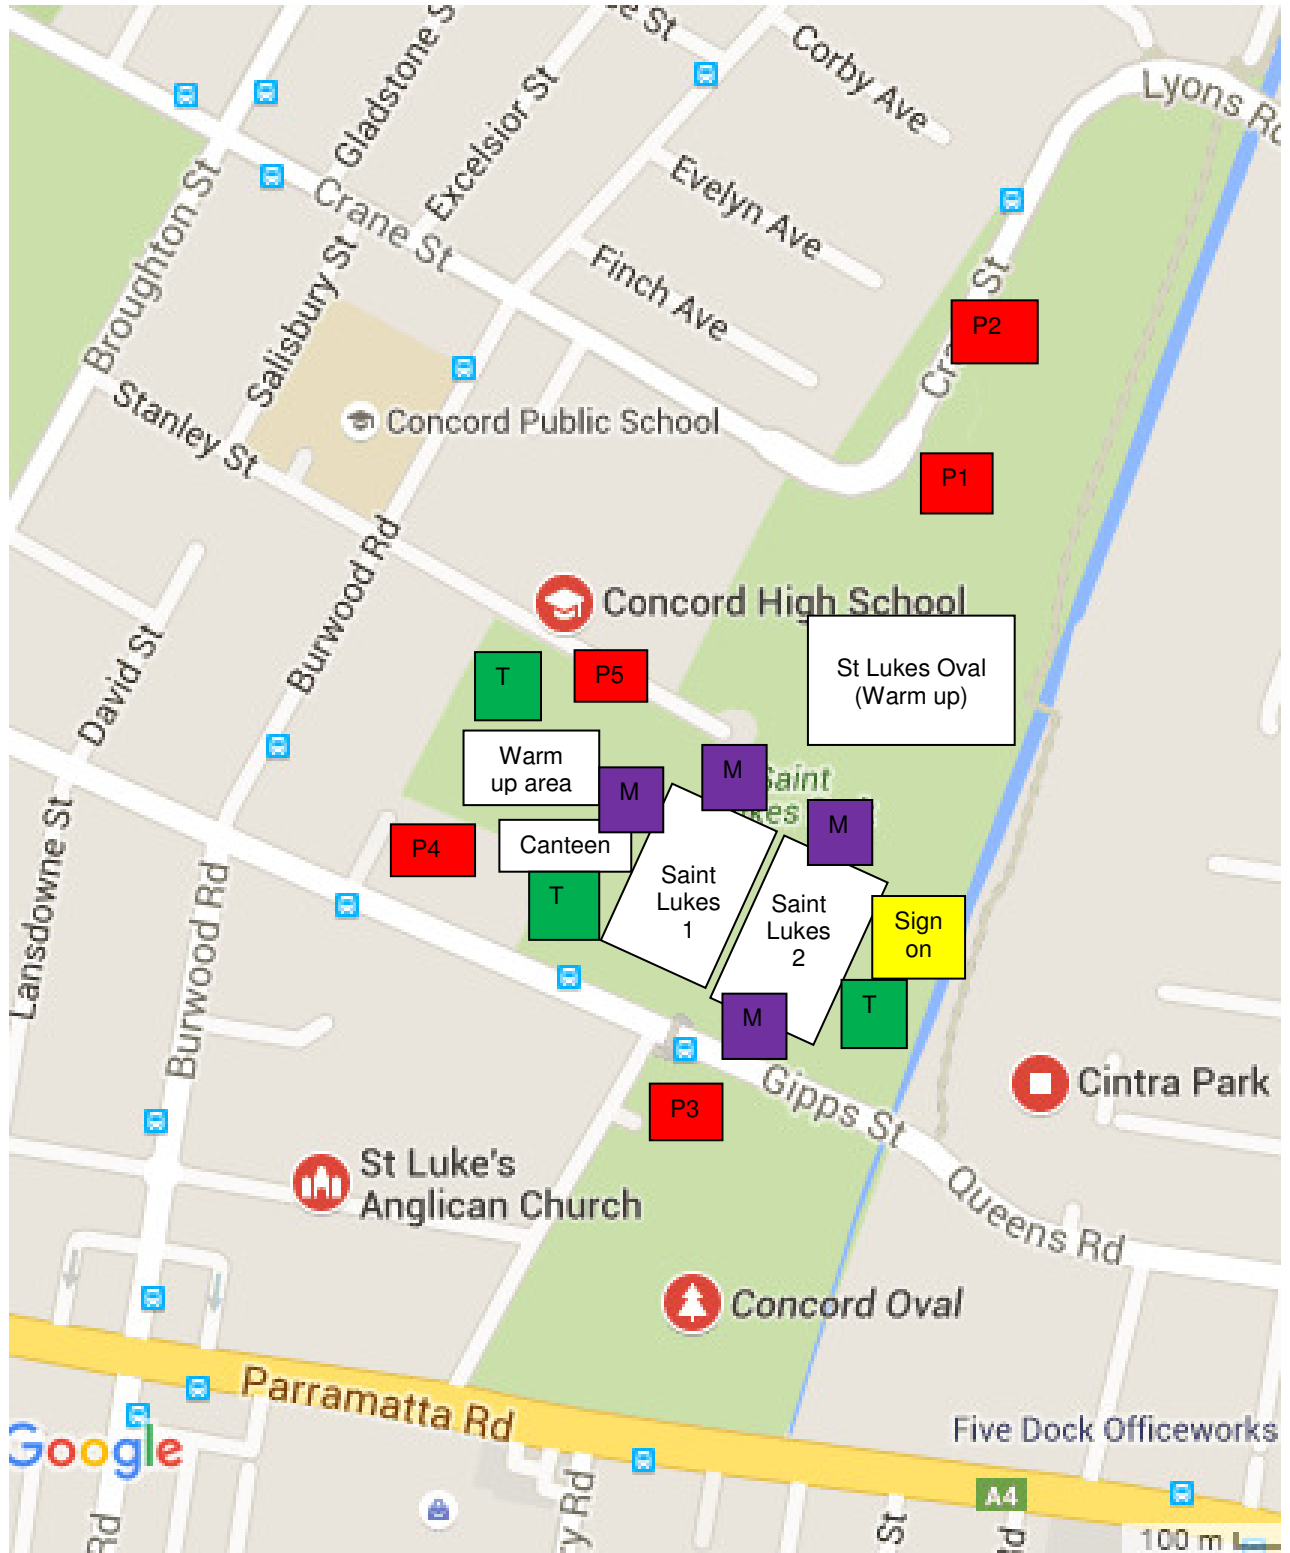 Corby Ave
Lyons Rd
Gladstone S
Excelsior St
Crane St
Evelyn Ave
Finch Ave
Broughton St
Salisbury St
Stanley St
St
P2
Concord Public School
P1
Burwood Rd
Concord High School
St Lukes Oval
(Warm up)
T
P5
David St
Warm
up area
M
M
Saint
M
P4
Canteen
Saint
Lukes
1
Saint
Lukes
2
Sign
on
T
T
M
Lansdowne St
Burwood Rd
P3
Gipps St
Cintra Park
St Luke's
Anglican Church
Queens Rd
Concord Oval
Parramatta Rd
Five Dock Officeworks
Google
A4
Rd
ry Rd
St
100 m